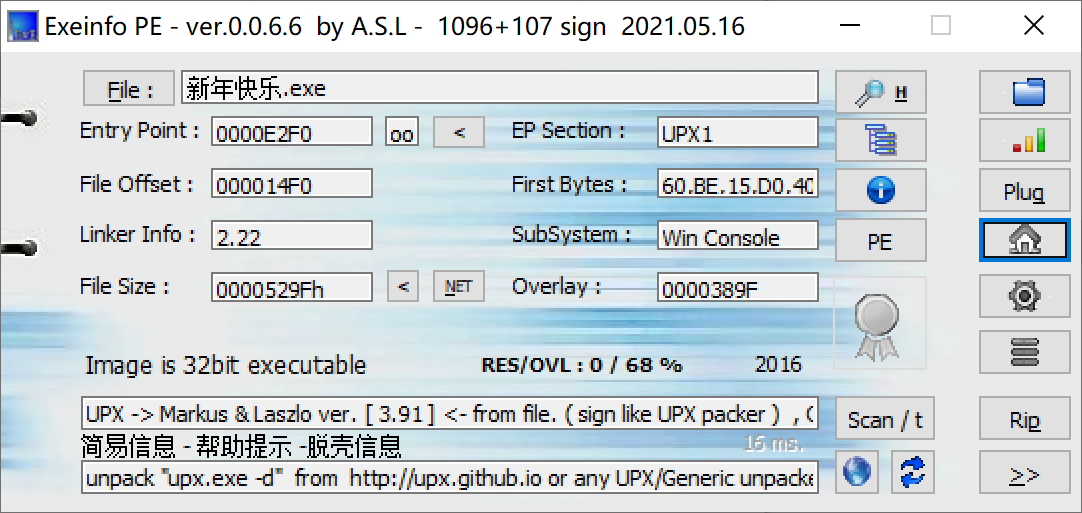 Exeinfo PE - ver.0.0.6.6 by A.S.L - 1096+107 sign 2021.05.16
File : 新年快乐.exe H
Entry Point : 0000E2F0 oo < EP Section : UPX1
File Offset : 000014F0 First Bytes : 60.BE.15.D0.40 Plug
Linker Info : 2.22 SubSystem : Win Console PE
File Size : 0000529Fh < NET Overlay : 0000389F
Image is 32bit executable RES/OVL : 0 / 68 % 2016
UPX -> Markus & Laszlo ver. [ 3.91 ] <- from file. ( sign like UPX packer ) , Scan / t Rip
简易信息 - 帮助提示 -脱壳信息 16 ms.
unpack "upx.exe -d" from http://upx.github.io or any UPX/Generic unpacke >>